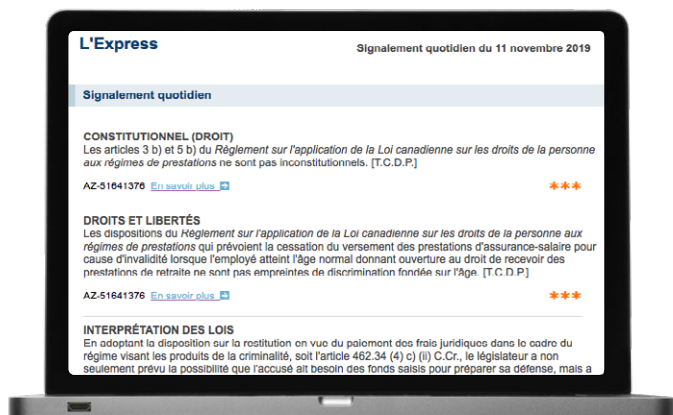 L'Express
Signalement quotidien du 11 novembre 2019
Signalement quotidien
CONSTITUTIONNEL (DROIT)
Les articles 3 b) et 5 b) du Règlement sur l'application de la Loi canadienne sur les droits de la personne
aux régimes de prestations ne sont pas inconstitutionnels. [T.C.D.P.]
AZ-51641376 En savoir plus
***
DROITS ET LIBERTÉS
Les dispositions du Règlement sur l'application de la Loi canadienne sur les droits de la personne aux
régimes de prestations qui prévoient la cessation du versement des prestations d'assurance-salaire pour
cause d'invalidité lorsque l'employé atteint l'âge normal donnant ouverture au droit de recevoir des
prestations de retraite ne sont pas empreintes de discrimination fondée sur l'âge. [T.C.D.P.]
AZ-51641376 En savoir plus
***
INTERPRÉTATION DES LOIS
En adoptant la disposition sur la restitution en vue du paiement des frais juridiques dans le cadre du
régime visant les produits de la criminalité, soit l'article 462.34 (4) c) (ii) C.Cr., le législateur a non
seulement prévu la possibilité que l'accusé ait besoin des fonds saisis pour préparer sa défense, mais a